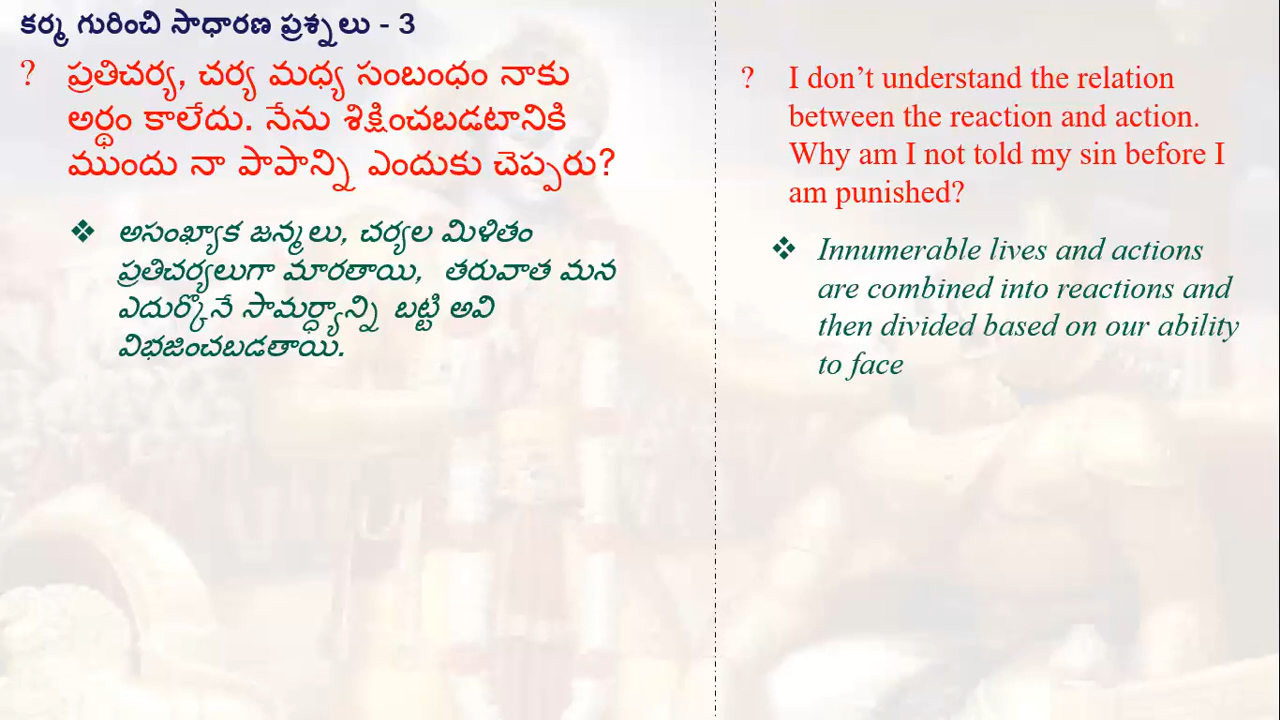 కర్మ గురించి సాధారణ ప్రశ్నలు - 3
? ప్రతిచర్య, చర్య మధ్య సంబంధం నాకు
అర్థం కాలేదు. నేను శిక్షించబడటానికి
ముందు నా పాపాన్ని ఎందుకు చెప్పరు?
❖ అసంఖ్యాక జన్మలు, చర్యల మిళితం
ప్రతిచర్యలుగా మారతాయి, తరువాత మన
ఎదుర్కొనే సామర్థ్యాన్ని బట్టి అవి
విభజించబడతాయి.
? I don’t understand the relation
between the reaction and action.
Why am I not told my sin before I
am punished?
❖ Innumerable lives and actions
are combined into reactions and
then divided based on our ability
to face